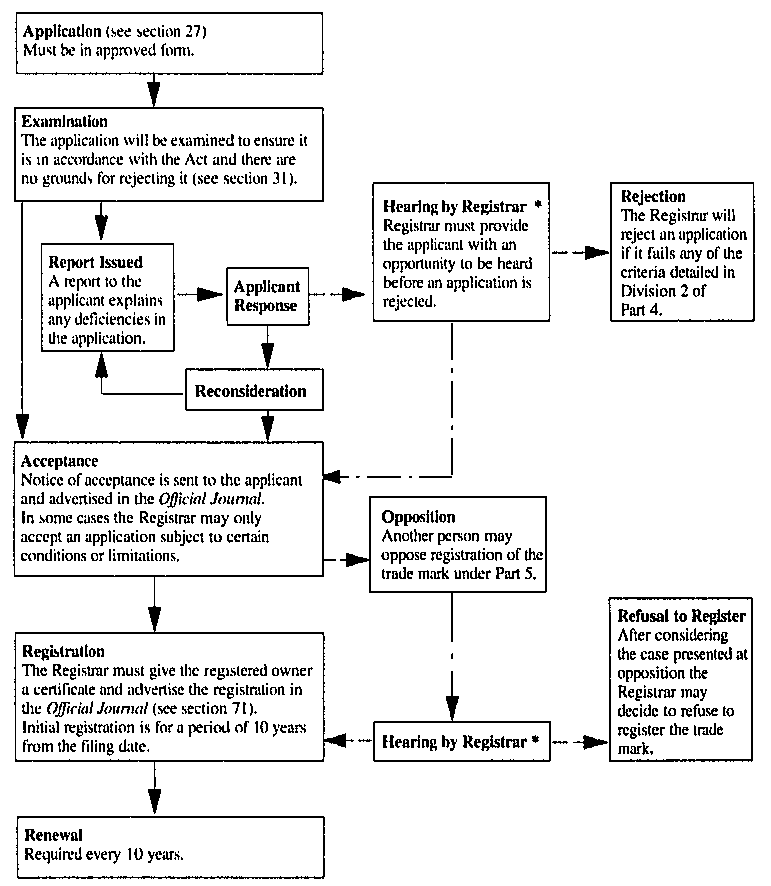 Application (see section 27)
Must be in approved form.
Examination
The application will be examined to ensure it
is in accordance with the Act and there are
no grounds for rejecting it (see section 31).
Report Issued
A report to the
applicant explains
any deficiencies in
the application.
Applicant
Response
Hearing by Registrar *
Registrar must provide
the applicant with an
opportunity to be heard
before an application is
rejected.
Rejection
The Registrar will
reject an application
if it fails any of the
criteria detailed in
Division 2 of
Part 4.
Reconsideration
Acceptance
Notice of acceptance is sent to the applicant
and advertised in the Official Journal.
In some cases the Registrar may only
accept an application subject to certain
conditions or limitations.
Opposition
Another person may
oppose registration of the
trade mark under Part 5.
Registration
The Registrar must give the registered owner
a certificate and advertise the registration in
the Official Journal (see section 71).
Initial registration is for a period of 10 years
from the filing date.
Hearing by Registrar *
Refusal to Register
After considering
the case presented at
opposition the
Registrar may
decide to refuse to
register the trade
mark.
Renewal
Required every 10 years.